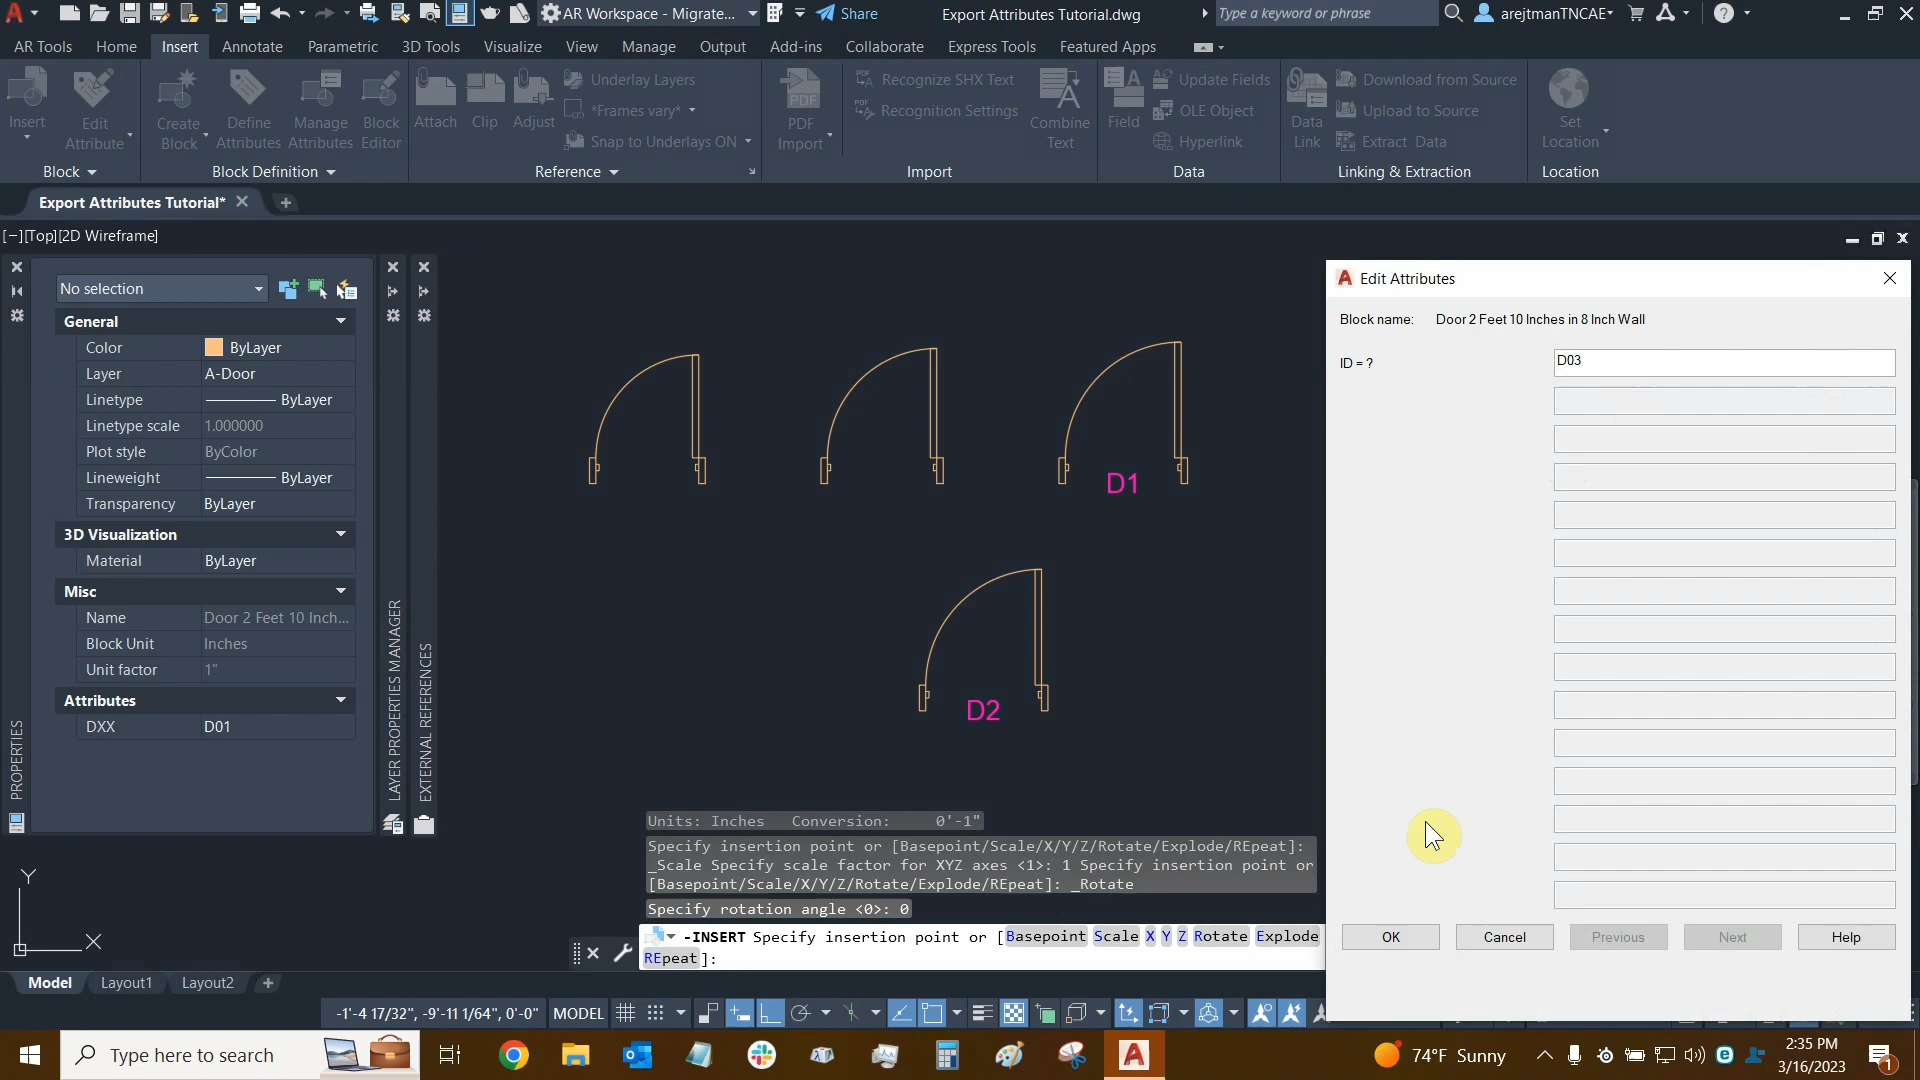 AR Workspace - Migrate...
Share
Export Attributes Tutorial.dwg
Type a keyword or phrase
arejtmanTNCAE
AR Tools
Home
Insert
Annotate
Parametric
3D Tools
Visualize
View
Manage
Output
Add-ins
Collaborate
Express Tools
Featured Apps
Insert
Edit
Attribute
Create
Block
Define
Attributes
Manage
Attributes
Block
Editor
Attach
Clip
Adjust
Underlay Layers
*Frames vary*
Snap to Underlays ON
PDF
Import
Recognize SHX Text
Recognition Settings
Combine
Text
Field
Update Fields
OLE Object
Hyperlink
Data
Link
Download from Source
Upload to Source
Extract Data
Set
Location
Block
Block Definition
Reference
Import
Data
Linking & Extraction
Location
Export Attributes Tutorial*
[−][Top][2D Wireframe]
No selection
General
Color ByLayer
Layer A-Door
Linetype ByLayer
Linetype scale 1.000000
Plot style ByColor
Lineweight ByLayer
Transparency ByLayer
3D Visualization
Material ByLayer
Misc
Name Door 2 Feet 10 Inch...
Block Unit Inches
Unit factor 1"
Attributes
DXX D01
PROPERTIES
LAYER PROPERTIES MANAGER
EXTERNAL REFERENCES
D1
D2
Edit Attributes
Block name: Door 2 Feet 10 Inches in 8 Inch Wall
ID = ? D03
OK
Cancel
Previous
Next
Help
Units: Inches Conversion: 0'-1"
Specify insertion point or [Basepoint/Scale/X/Y/Z/Rotate/Explode/REpeat]:
_Scale Specify scale factor for XYZ axes <1>: 1 Specify insertion point or
[Basepoint/Scale/X/Y/Z/Rotate/Explode/REpeat]: _Rotate
Specify rotation angle <0>: 0
-INSERT Specify insertion point or [Basepoint Scale X Y Z Rotate Explode
REpeat]:
Y
X
Model
Layout1
Layout2
-1'-4 17/32", -9'-11 1/64", 0'-0"
MODEL
Type here to search
74°F Sunny
2:35 PM
3/16/2023
1